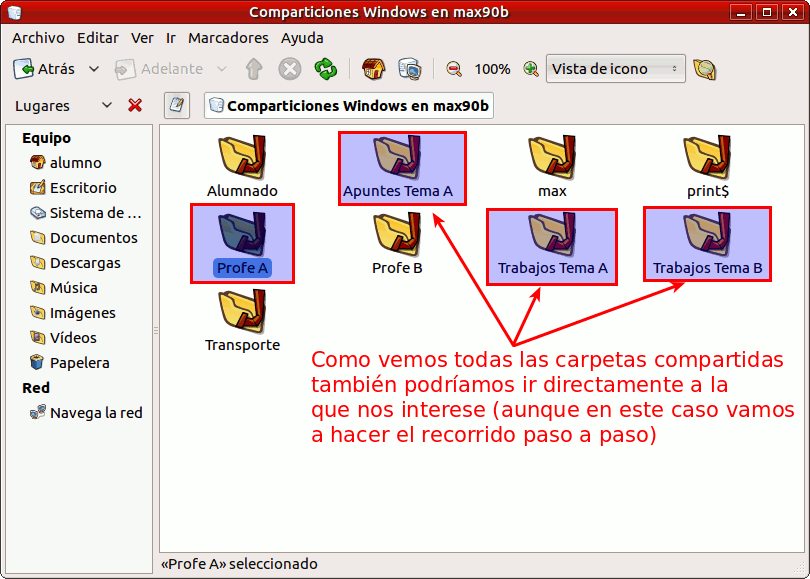 Comparticiones Windows en max90b
Archivo Editar Ver Ir Marcadores Ayuda
Atrás Adelante 100% Vista de icono
Lugares Comparticiones Windows en max90b
Equipo
alumno
Escritorio
Sistema de ...
Documentos
Descargas
Música
Imágenes
Vídeos
Papelera
Red
Navega la red
Alumnado Apuntes Tema A max print$
Profe A Profe B Trabajos Tema A Trabajos Tema B
Transporte
Como vemos todas las carpetas compartidas
también podríamos ir directamente a la
que nos interese (aunque en este caso vamos
a hacer el recorrido paso a paso)
«Profe A» seleccionado